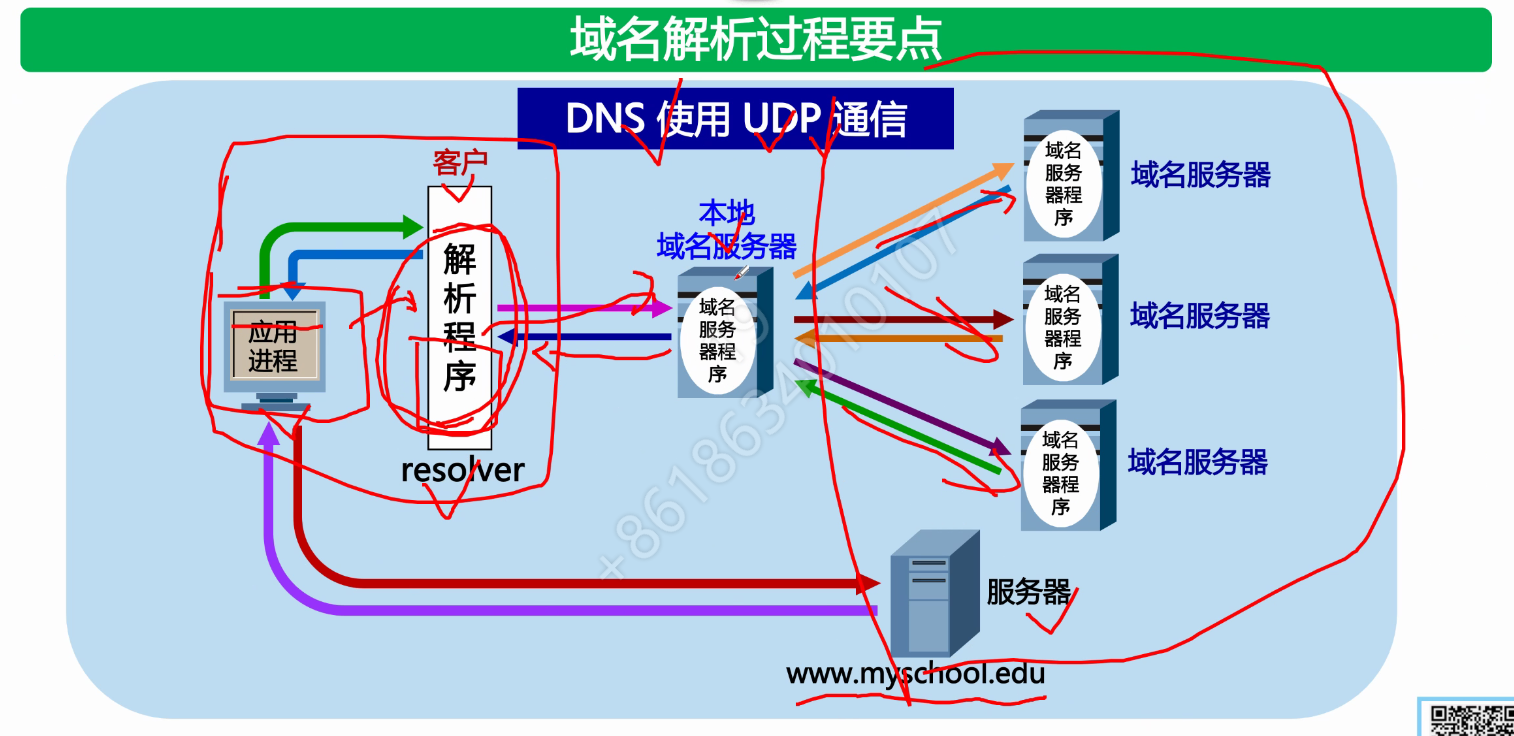 域名解析过程要点
DNS 使用 UDP 通信
客户
解
析
程
序
resolver
应用
进程
本地
域名服务器
域名
服务
器程
序
域名
服务
器程
序
域名服务器
域名
服务
器程
序
域名服务器
域名
服务
器程
序
域名服务器
服务器
www.myschool.edu